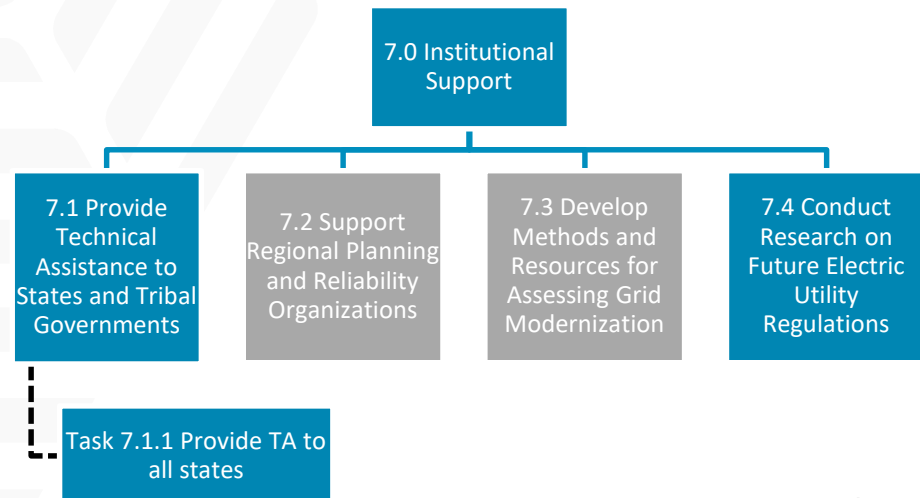 7.0 Institutional
Support
7.1 Provide
Technical
Assistance to
States and Tribal
Governments
7.2 Support
Regional Planning
and Reliability
Organizations
7.3 Develop
Methods and
Resources for
Assessing Grid
Modernization
7.4 Conduct
Research on
Future Electric
Utility
Regulations
Task 7.1.1 Provide TA to
all states